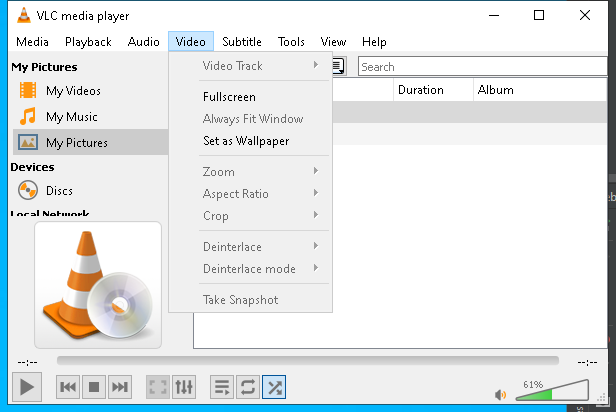 VLC media player
Media Playback Audio Video Subtitle Tools View Help
My Pictures
My Videos
My Music
My Pictures
Devices
Discs
Local Network
Video Track
Fullscreen
Always Fit Window
Set as Wallpaper
Zoom
Aspect Ratio
Crop
Deinterlace
Deinterlace mode
Take Snapshot
Search
Duration Album
--:-- --:--
61%